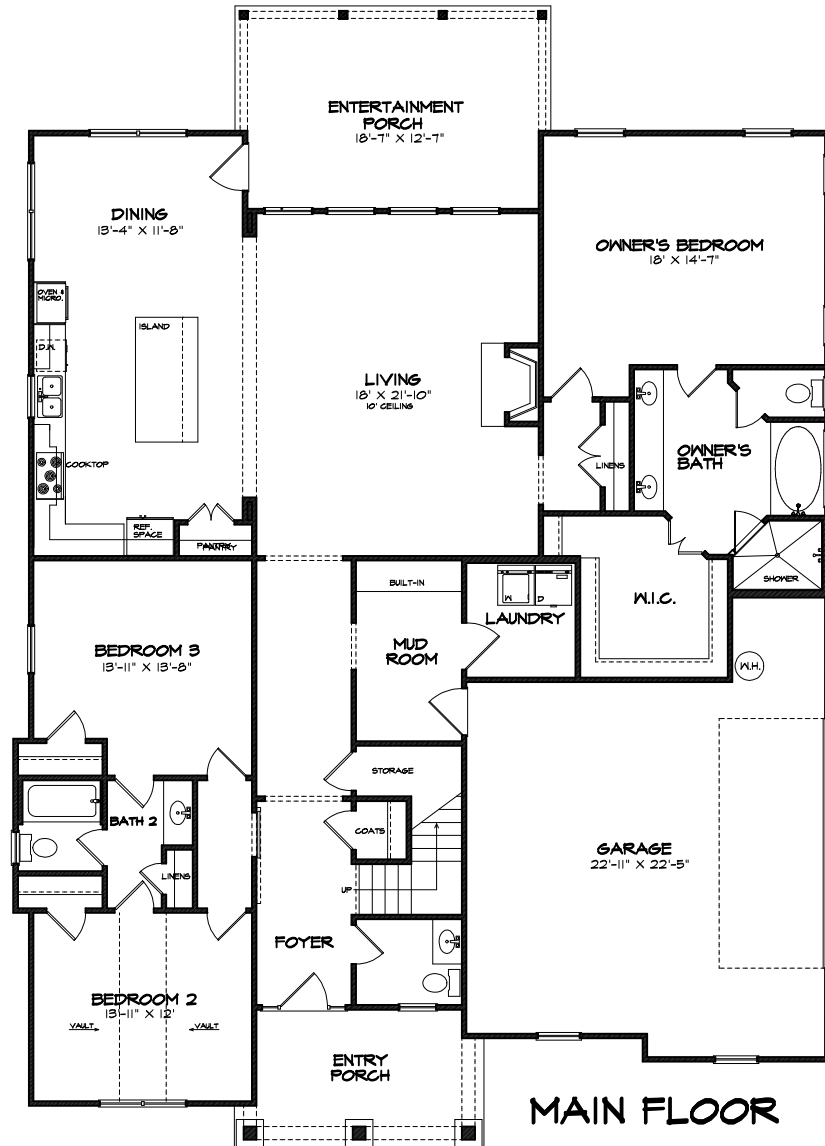 ENTERTAINMENT
PORCH
18'-7" X 12'-7"
DINING
13'-4" X 11'-8"
OWNER'S BEDROOM
18' X 14'-7"
OVEN &
MICRO.
ISLAND
D.W.
LIVING
18' X 21'-10"
10' CEILING
OWNER'S
BATH
LINENS
COOKTOP
REF.
SPACE
PANTRY
SHOWER
BUILT-IN
W
D
LAUNDRY
W.I.C.
MUD
ROOM
BEDROOM 3
13'-11" X 13'-8"
W.H.
STORAGE
BATH 2
COATS
GARAGE
22'-11" X 22'-5"
LINENS
UP
FOYER
BEDROOM 2
13'-11" X 12'
VAULT
VAULT
ENTRY
PORCH
MAIN FLOOR